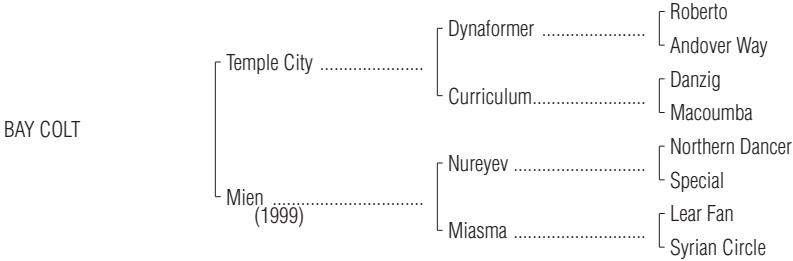 Roberto
Dynaformer ......................
Andover Way
Temple City ......................
Danzig
Curriculum........................
Macoumba
BAY COLT
Northern Dancer
Nureyev ............................
Special
Mien ................................
(1999)
Lear Fan
Miasma ............................
Syrian Circle